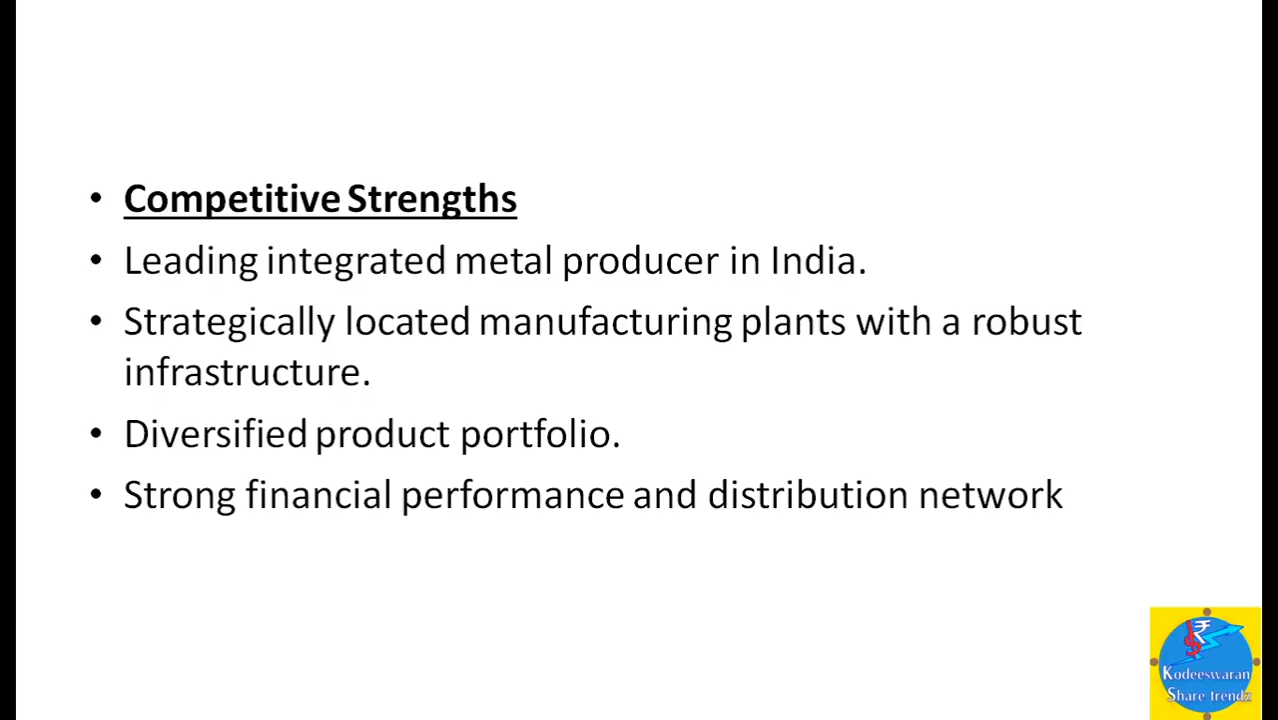 • Competitive Strengths
• Leading integrated metal producer in India.
• Strategically located manufacturing plants with a robust
infrastructure.
• Diversified product portfolio.
• Strong financial performance and distribution network
₹
Kodeeswaran
Share trendz